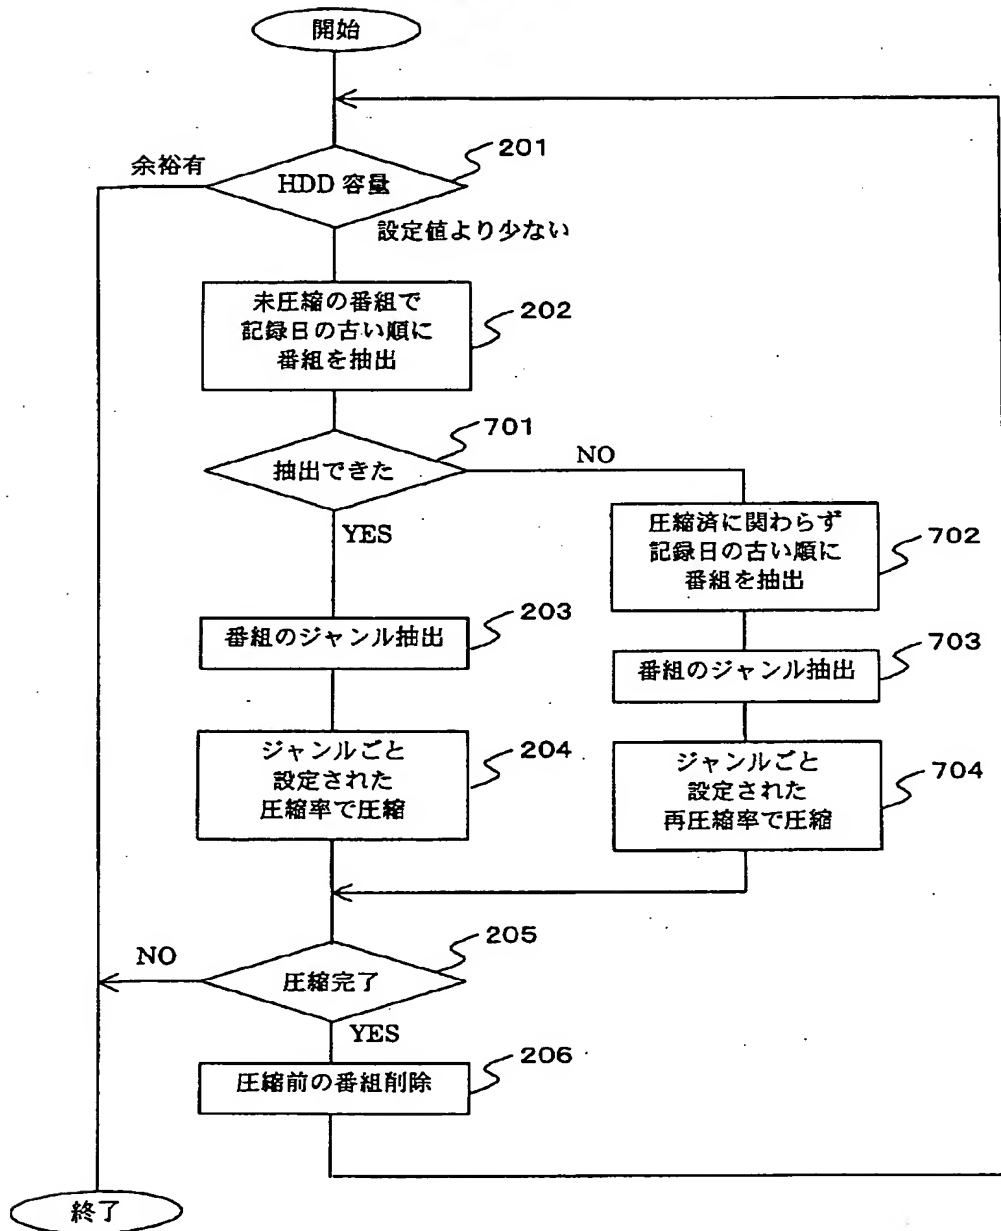 開始
余裕有
HDD 容量
201
設定値より少ない
未圧縮の番組で
記録日の古い順に
番組を抽出
202
抽出できた
701
NO
YES
圧縮済に関わらず
記録日の古い順に
番組を抽出
702
番組のジャンル抽出
203
番組のジャンル抽出
703
ジャンルごと
設定された
圧縮率で圧縮
204
ジャンルごと
設定された
再圧縮率で圧縮
704
NO
圧縮完了
205
YES
圧縮前の番組削除
206
終了